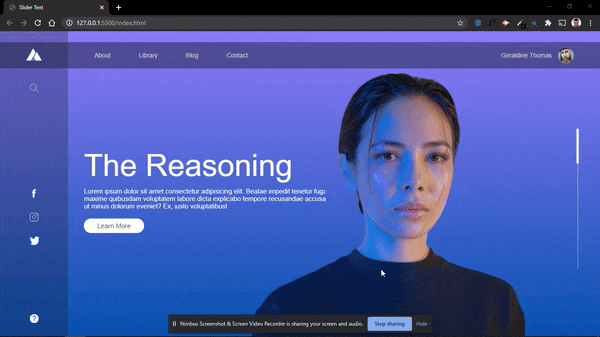 Slider Text
127.0.0.1:5500/index.html
About
Library
Blog
Contact
Geraldine Thomas
The Reasoning
Lorem ipsum dolor sit amet consectetur adipisicing elit. Beatae impedit tenetur fuga
maxime quibusdam voluptatem labore dicta explicabo tempore recusandae accusa
ut minus dolorum eveniet? Ex, iusto voluptatibus!
Learn More
Nimbus Screenshot & Screen Video Recorder is sharing your screen and audio.
Stop sharing
Hide